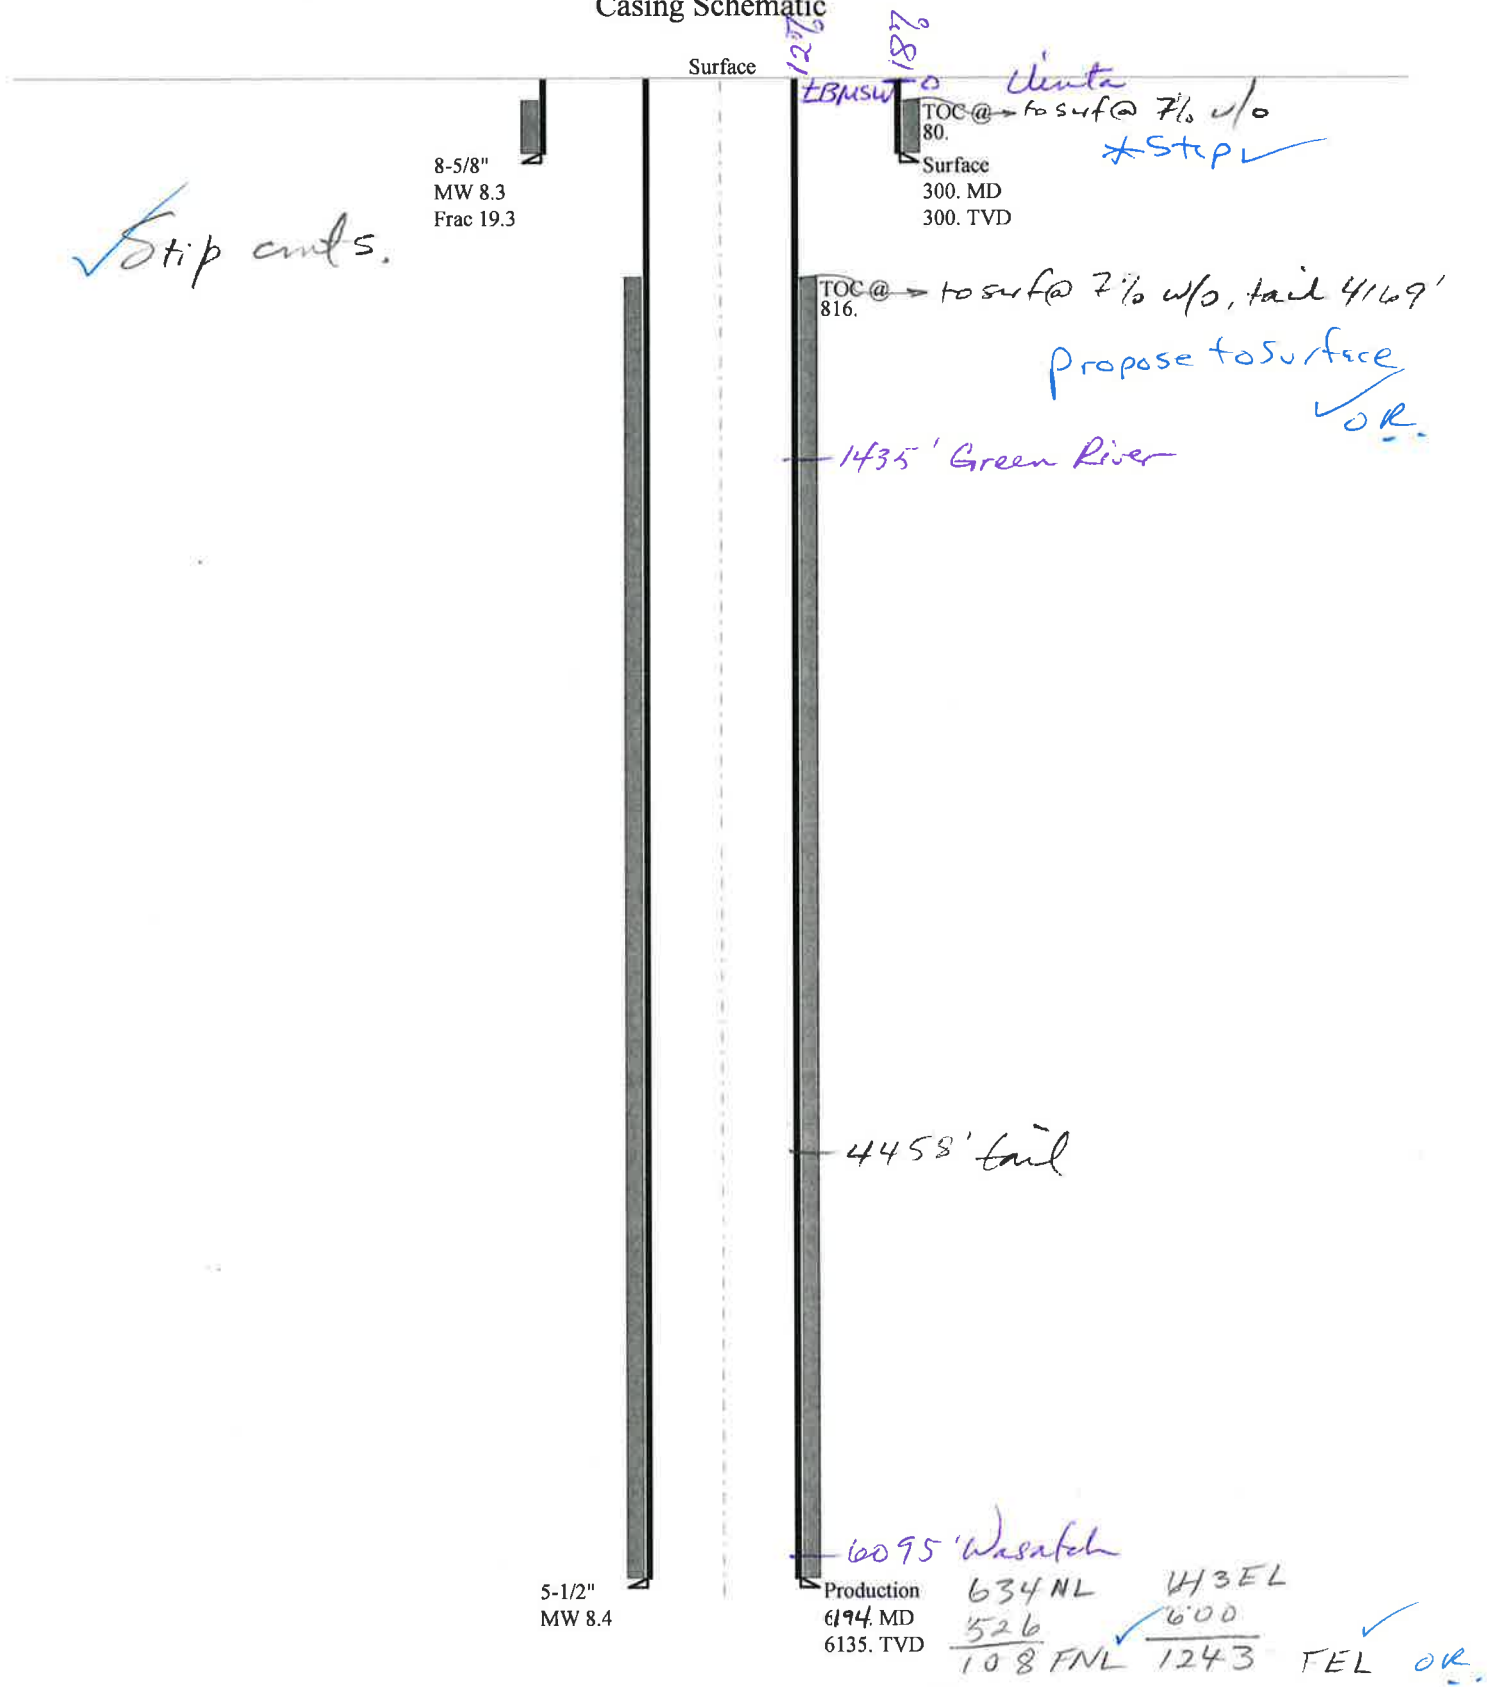 Casing Schematic
12%
18%
Surface
±BMSW
0
Uinta
TOC @ → to surf @ 7% w/o
80.
* Stip ✓
8-5/8"
MW 8.3
Frac 19.3
Surface
300. MD
300. TVD
✓ Stip cmts.
TOC @ → to surf @ 7% w/o, tail 4169'
816.
propose to surface
✓ OK.
1435' Green River
4458' tail
6095' Wasatch
5-1/2"
MW 8.4
Production
6194. MD
6135. TVD
634 NL
526
108 FNL ✓
EL
600
1243 FEL ✓ OK.